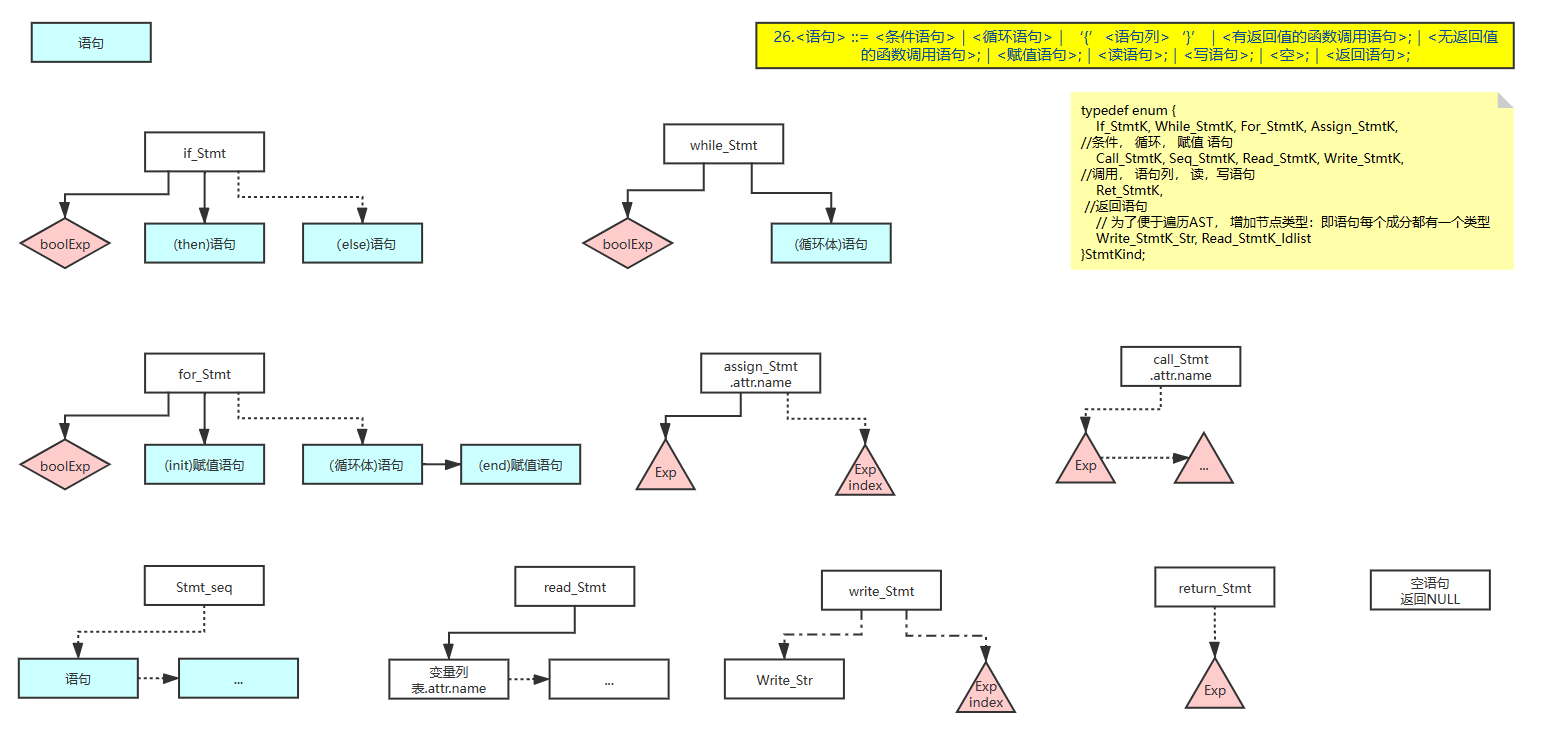 语句
26.<语句> ::= <条件语句> | <循环语句> | ‘{’ <语句列> ‘}’ | <有返回值的函数调用语句>; | <无返回值
的函数调用语句>; | <赋值语句>; | <读语句>; | <写语句>; | <空>; | <返回语句>;
typedef enum {
If_StmtK, While_StmtK, For_StmtK, Assign_StmtK,
//条件， 循环， 赋值 语句
Call_StmtK, Seq_StmtK, Read_StmtK, Write_StmtK,
//调用， 语句列， 读，写语句
Ret_StmtK,
//返回语句
// 为了便于遍历AST， 增加节点类型：即语句每个成分都有一个类型
Write_StmtK_Str, Read_StmtK_Idlist
}StmtKind;
if_Stmt
boolExp
(then)语句
(else)语句
while_Stmt
boolExp
(循环体)语句
for_Stmt
boolExp
(init)赋值语句
(循环体)语句
(end)赋值语句
assign_Stmt
.attr.name
Exp
Exp
index
call_Stmt
.attr.name
Exp
...
Stmt_seq
语句
...
read_Stmt
变量列
表.attr.name
...
write_Stmt
Write_Str
Exp
index
return_Stmt
Exp
空语句
返回NULL